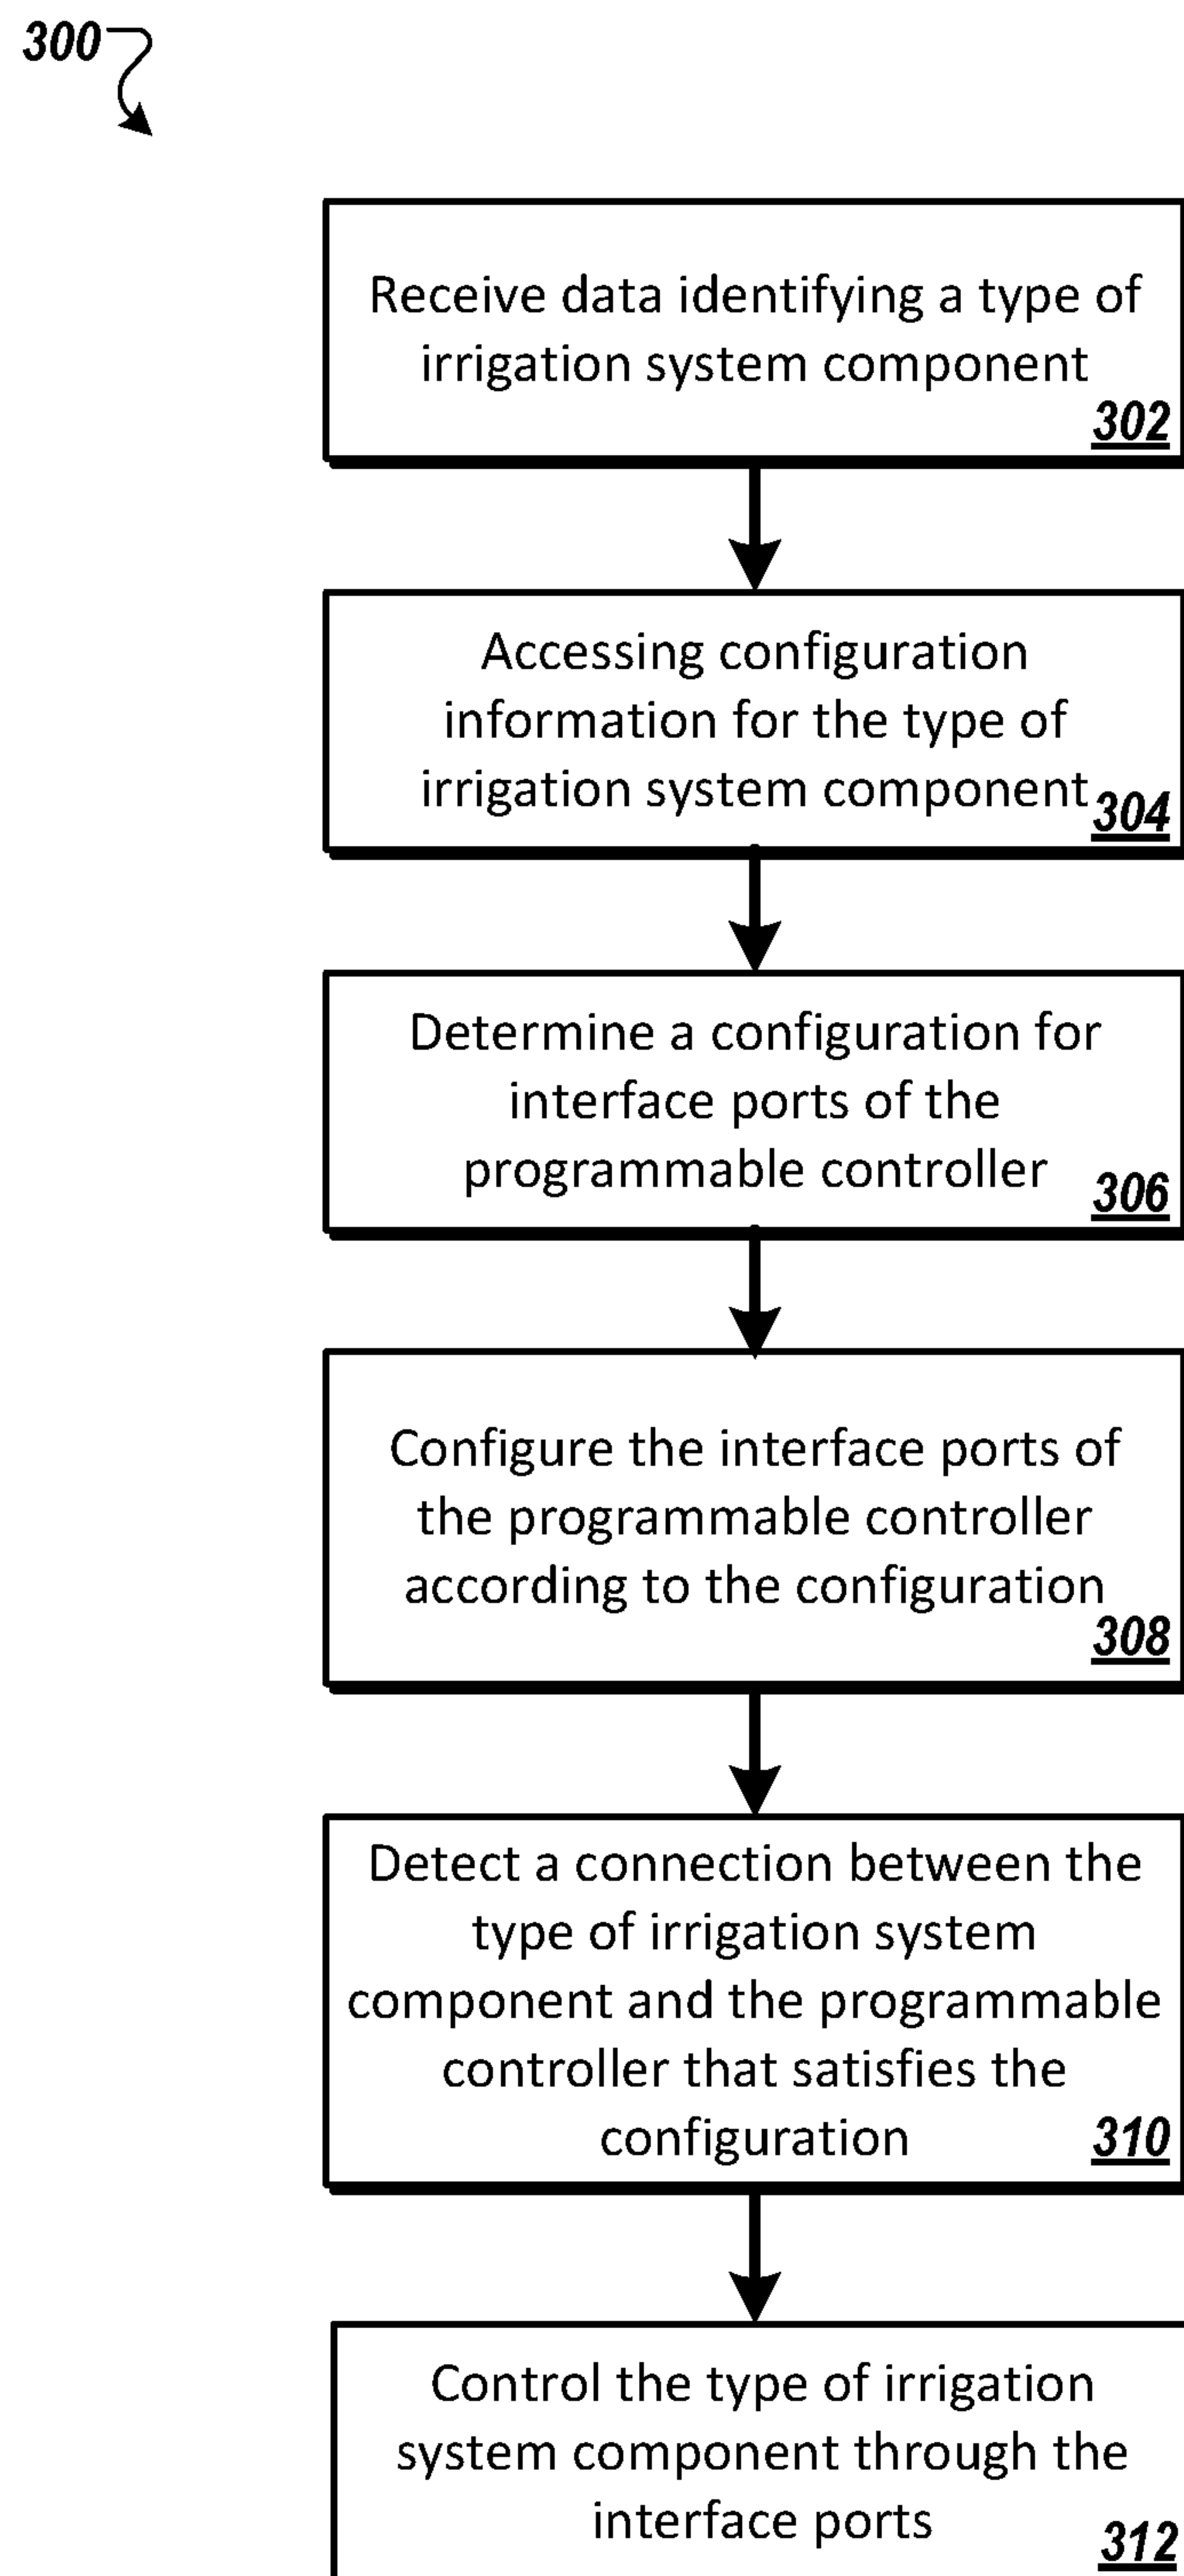 300
Receive data identifying a type of
irrigation system component
302
Accessing configuration
information for the type of
irrigation system component
304
Determine a configuration for
interface ports of the
programmable controller
306
Configure the interface ports of
the programmable controller
according to the configuration
308
Detect a connection between the
type of irrigation system
component and the programmable
controller that satisfies the
configuration
310
Control the type of irrigation
system component through the
interface ports
312